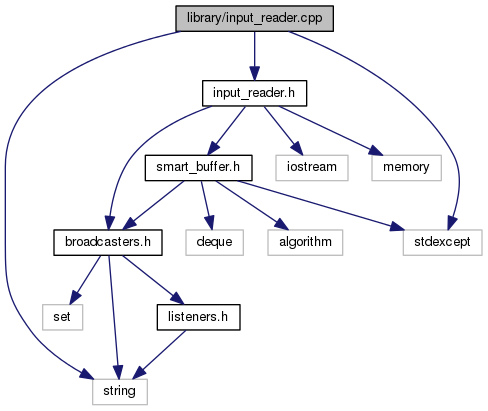 library/input_reader.cpp
input_reader.h
smart_buffer.h
iostream
memory
broadcasters.h
deque
algorithm
stdexcept
set
listeners.h
string